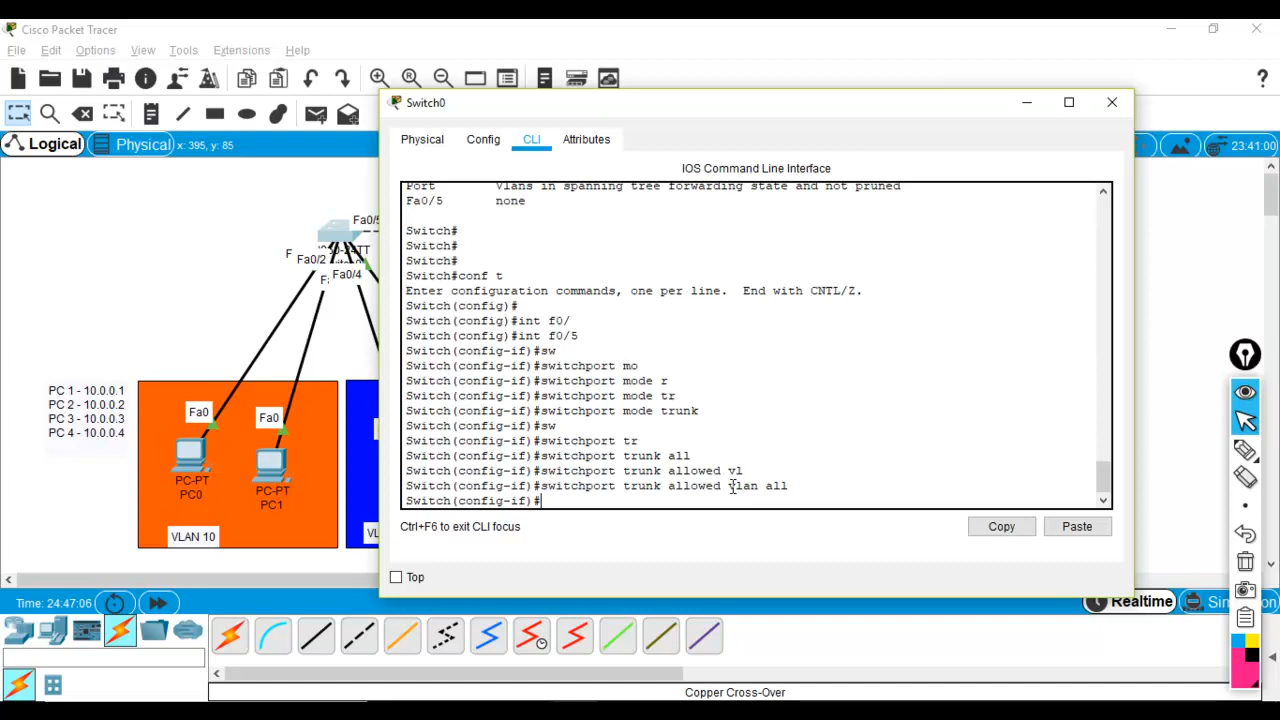 Cisco Packet Tracer
File Edit Options View Tools Extensions Help
Logical
Physical x: 395, y: 85
23:41:00
Switch0
Physical Config CLI Attributes
IOS Command Line Interface
Port Vlans in spanning tree forwarding state and not pruned
Fa0/5 none
Switch#
Switch#
Switch#
Switch#conf t
Enter configuration commands, one per line. End with CNTL/Z.
Switch(config)#
Switch(config)#int f0/
Switch(config)#int f0/5
Switch(config-if)#sw
Switch(config-if)#switchport mo
Switch(config-if)#switchport mode r
Switch(config-if)#switchport mode tr
Switch(config-if)#switchport mode trunk
Switch(config-if)#sw
Switch(config-if)#switchport tr
Switch(config-if)#switchport trunk all
Switch(config-if)#switchport trunk allowed vl
Switch(config-if)#switchport trunk allowed vlan all
Switch(config-if)#
Ctrl+F6 to exit CLI focus
Copy
Paste
Top
Fa0/5
F
Fa0/2
Fa0/4
PC 1 - 10.0.0.1
PC 2 - 10.0.0.2
PC 3 - 10.0.0.3
PC 4 - 10.0.0.4
Fa0
Fa0
PC-PT
PC0
PC-PT
PC1
VLAN 10
VL
Time: 24:47:06
Realtime
Copper Cross-Over